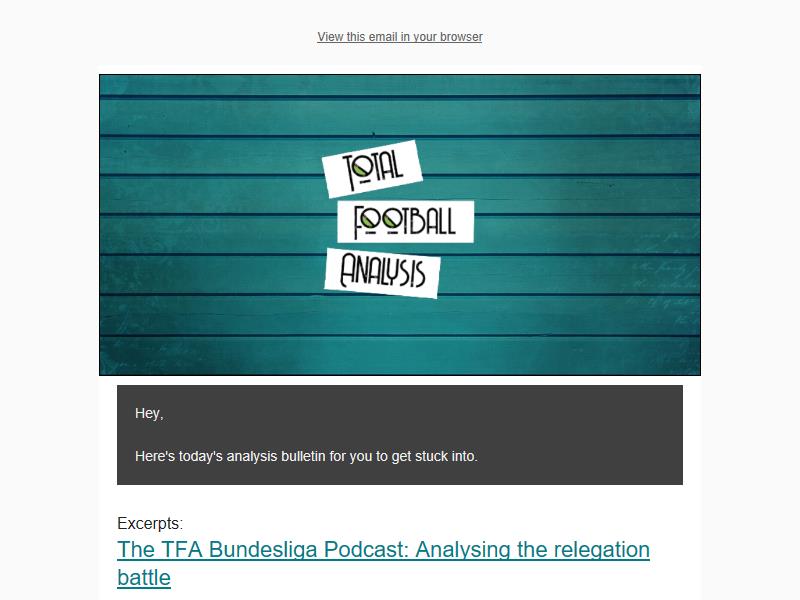 View this email in your browser
TOTAL
FOOTBALL
ANALYSIS
Hey,
Here's today's analysis bulletin for you to get stuck into.
Excerpts:
The TFA Bundesliga Podcast: Analysing the relegation
battle